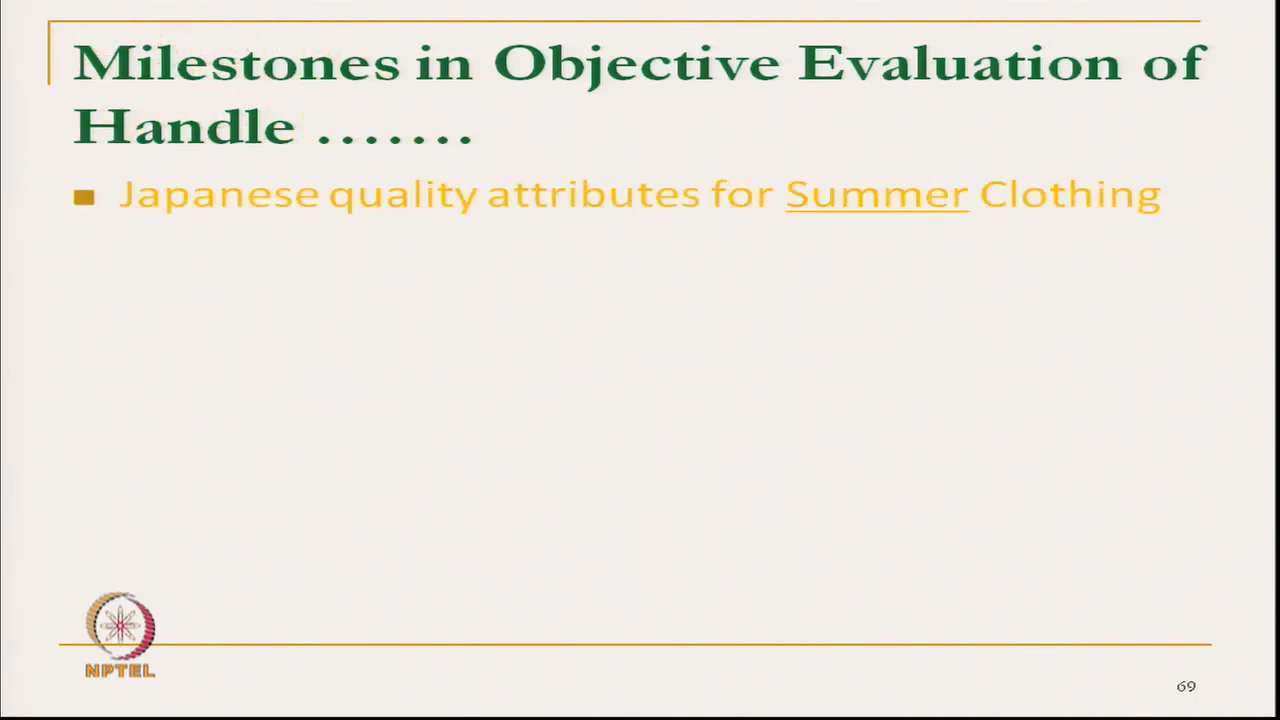 Milestones in Objective Evaluation of
Handle .......
Japanese quality attributes for Summer Clothing
NPTEL
69